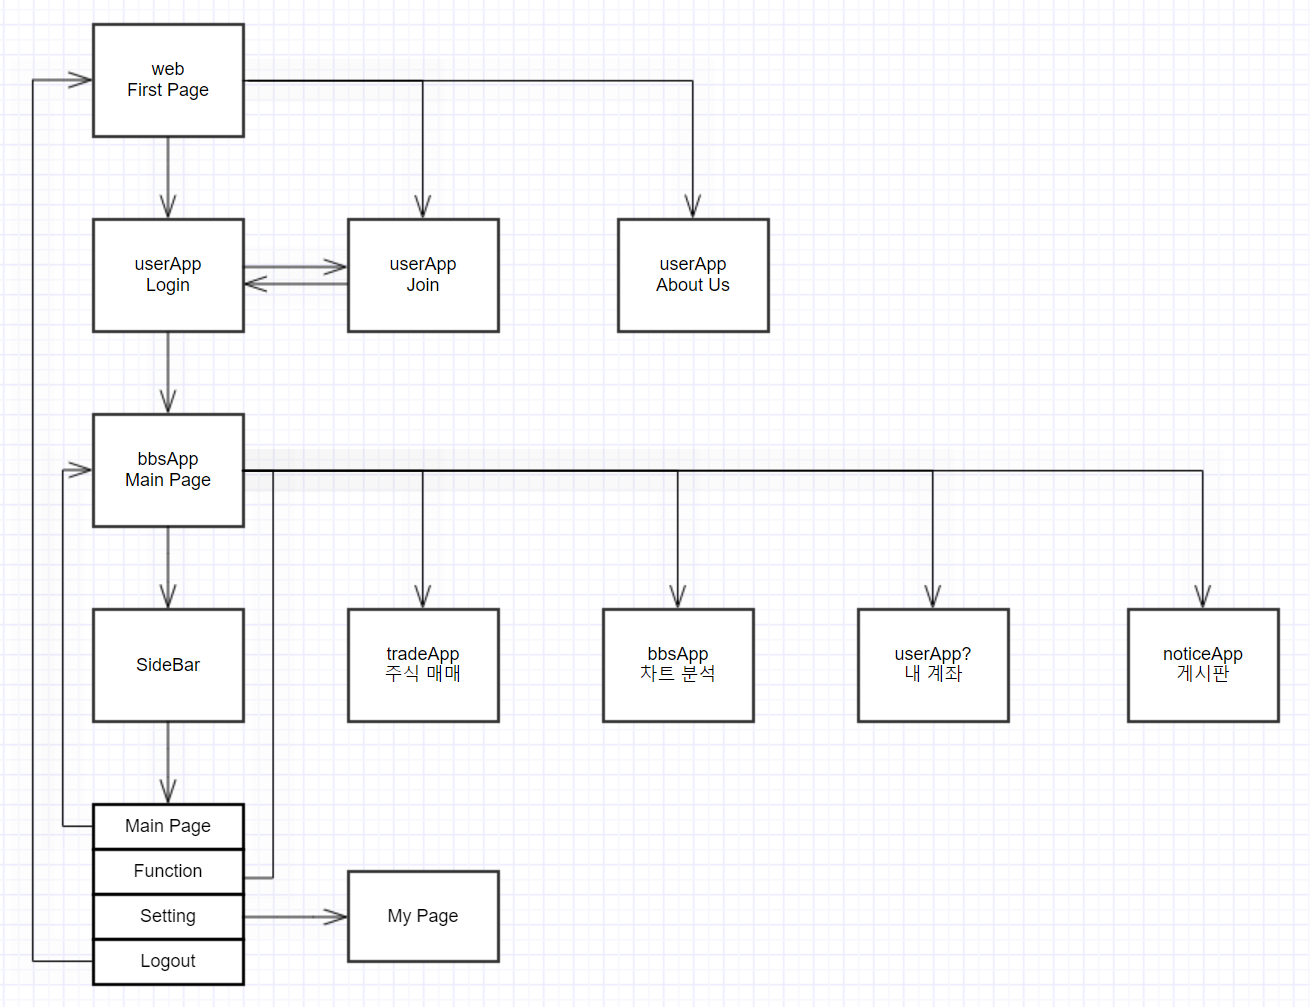 web
First Page
userApp
Login
userApp
Join
userApp
About Us
bbsApp
Main Page
SideBar
tradeApp
주식 매매
bbsApp
차트 분석
userApp?
내 계좌
noticeApp
게시판
Main Page
Function
Setting
Logout
My Page